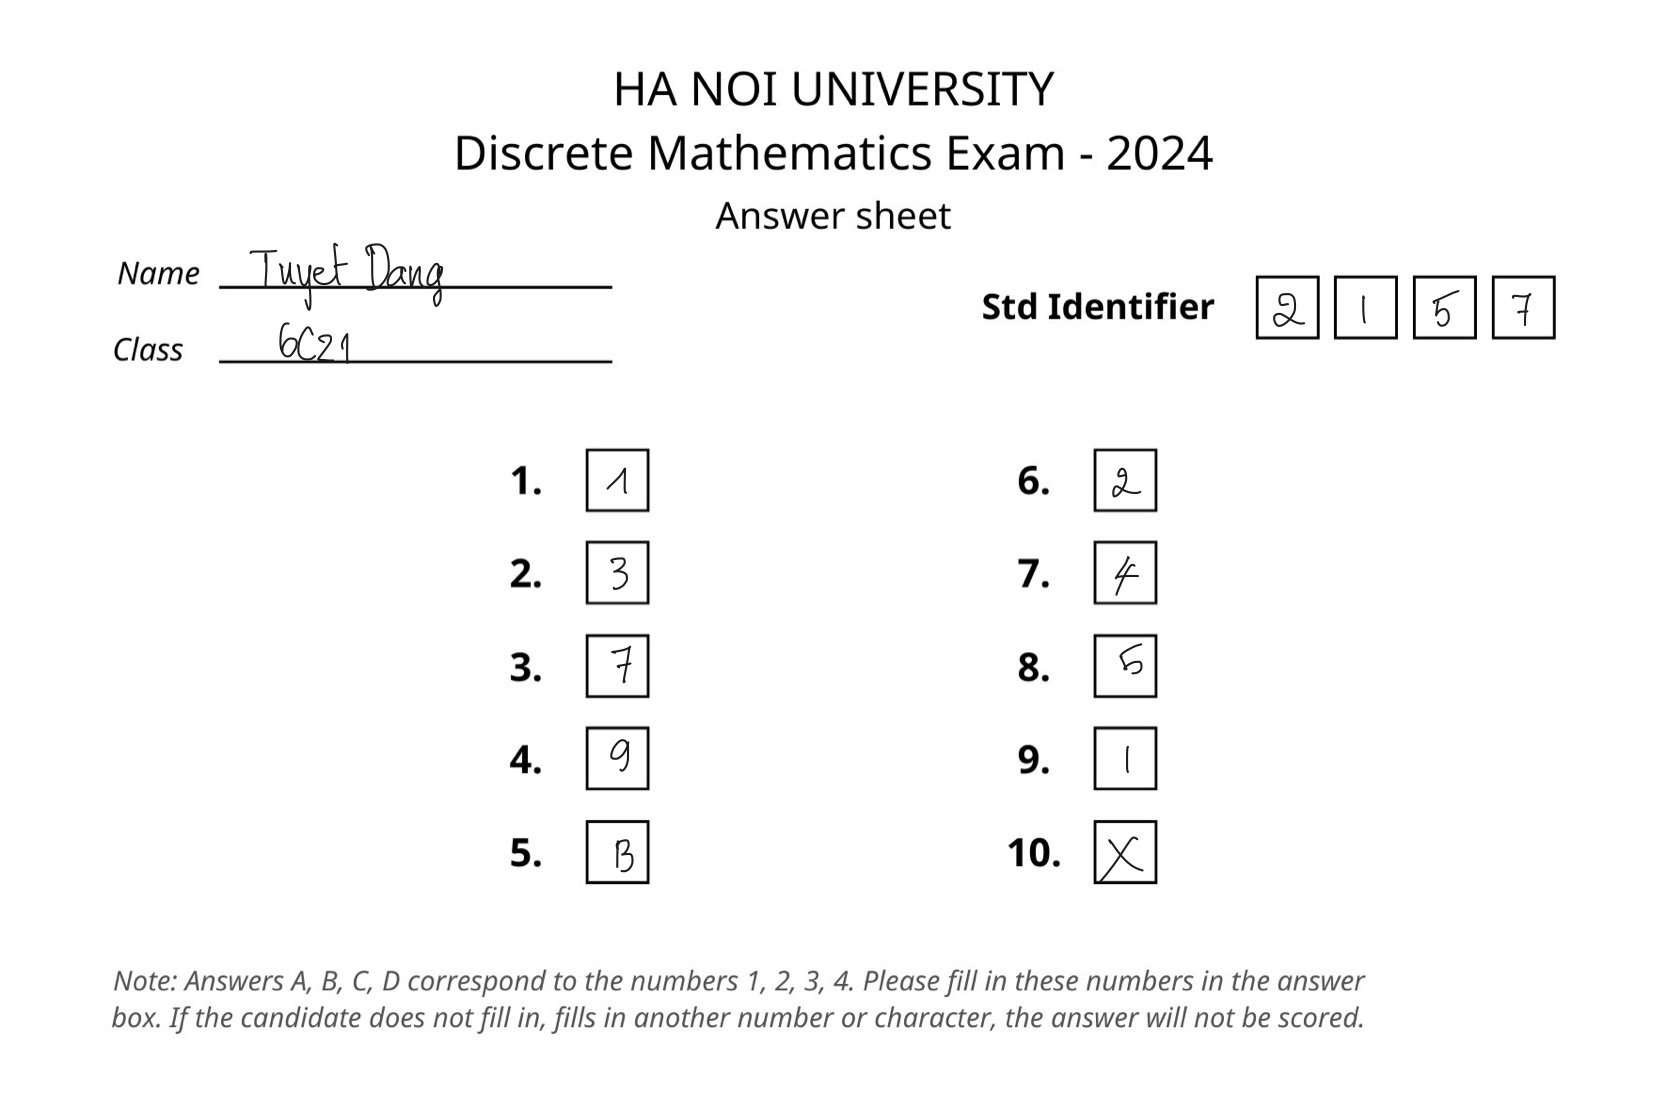 HA NOI UNIVERSITY
Discrete Mathematics Exam - 2024
Answer sheet
Name Tuyet Dang
Class 6C21
Std Identifier 2 1 5 7
1. 1
2. 3
3. 7
4. 9
5. B
6. 2
7. 4
8. 5
9. 1
10. X
Note: Answers A, B, C, D correspond to the numbers 1, 2, 3, 4. Please fill in these numbers in the answer
box. If the candidate does not fill in, fills in another number or character, the answer will not be scored.